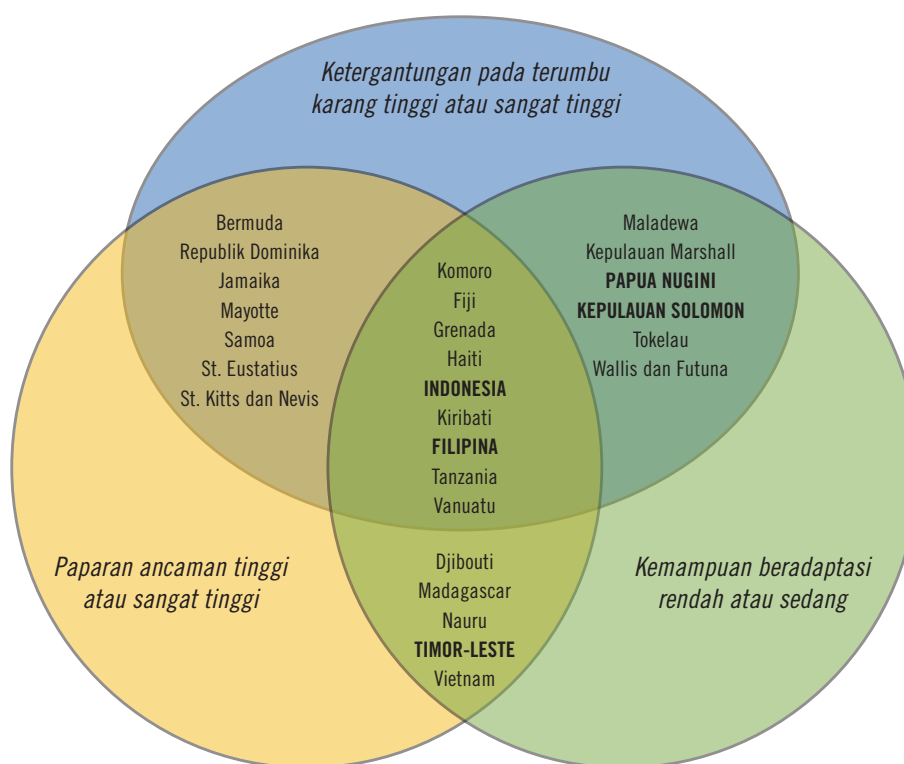 Ketergantungan pada terumbu
karang tinggi atau sangat tinggi
Bermuda
Republik Dominika
Jamaika
Mayotte
Samoa
St. Eustatius
St. Kitts dan Nevis
Komoro
Fiji
Grenada
Haiti
INDONESIA
Kiribati
FILIPINA
Tanzania
Vanuatu
Maladewa
Kepulauan Marshall
PAPUA NUGINI
KEPULAUAN SOLOMON
Tokelau
Wallis dan Futuna
Paparan ancaman tinggi
atau sangat tinggi
Djibouti
Madagascar
Nauru
TIMOR-LESTE
Vietnam
Kemampuan beradaptasi
rendah atau sedang